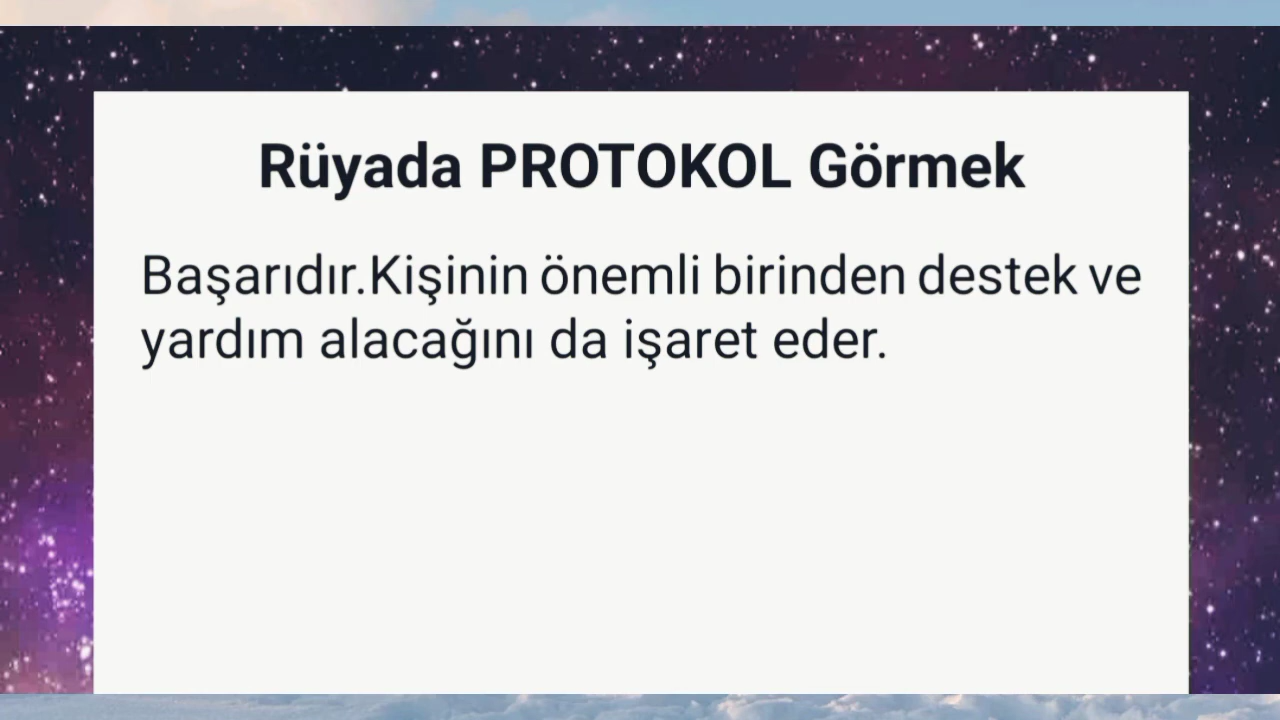 Rüyada PROTOKOL Görmek
Başarıdır.Kişinin önemli birinden destek ve
yardım alacağını da işaret eder.